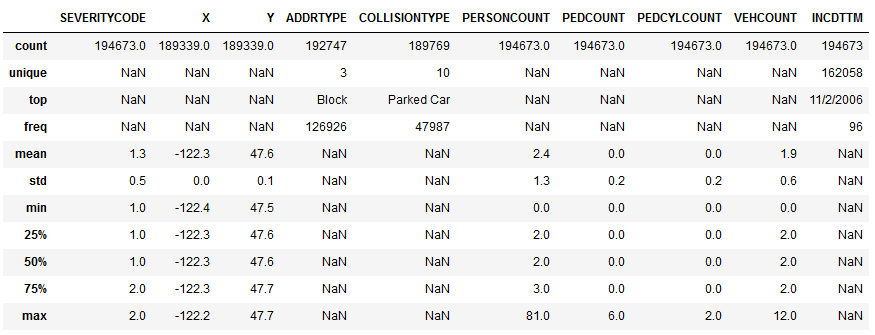 SEVERITYCODE X Y ADDRTYPE COLLISIONTYPE PERSONCOUNT PEDCOUNT PEDCYLCOUNT VEHCOUNT INCDTTM
count 194673.0 189339.0 189339.0 192747 189769 194673.0 194673.0 194673.0 194673.0 194673
unique NaN NaN NaN 3 10 NaN NaN NaN NaN 162058
top NaN NaN NaN Block Parked Car NaN NaN NaN NaN 11/2/2006
freq NaN NaN NaN 126926 47987 NaN NaN NaN NaN 96
mean 1.3 -122.3 47.6 NaN NaN 2.4 0.0 0.0 1.9 NaN
std 0.5 0.0 0.1 NaN NaN 1.3 0.2 0.2 0.6 NaN
min 1.0 -122.4 47.5 NaN NaN 0.0 0.0 0.0 0.0 NaN
25% 1.0 -122.3 47.6 NaN NaN 2.0 0.0 0.0 2.0 NaN
50% 1.0 -122.3 47.6 NaN NaN 2.0 0.0 0.0 2.0 NaN
75% 2.0 -122.3 47.7 NaN NaN 3.0 0.0 0.0 2.0 NaN
max 2.0 -122.2 47.7 NaN NaN 81.0 6.0 2.0 12.0 NaN